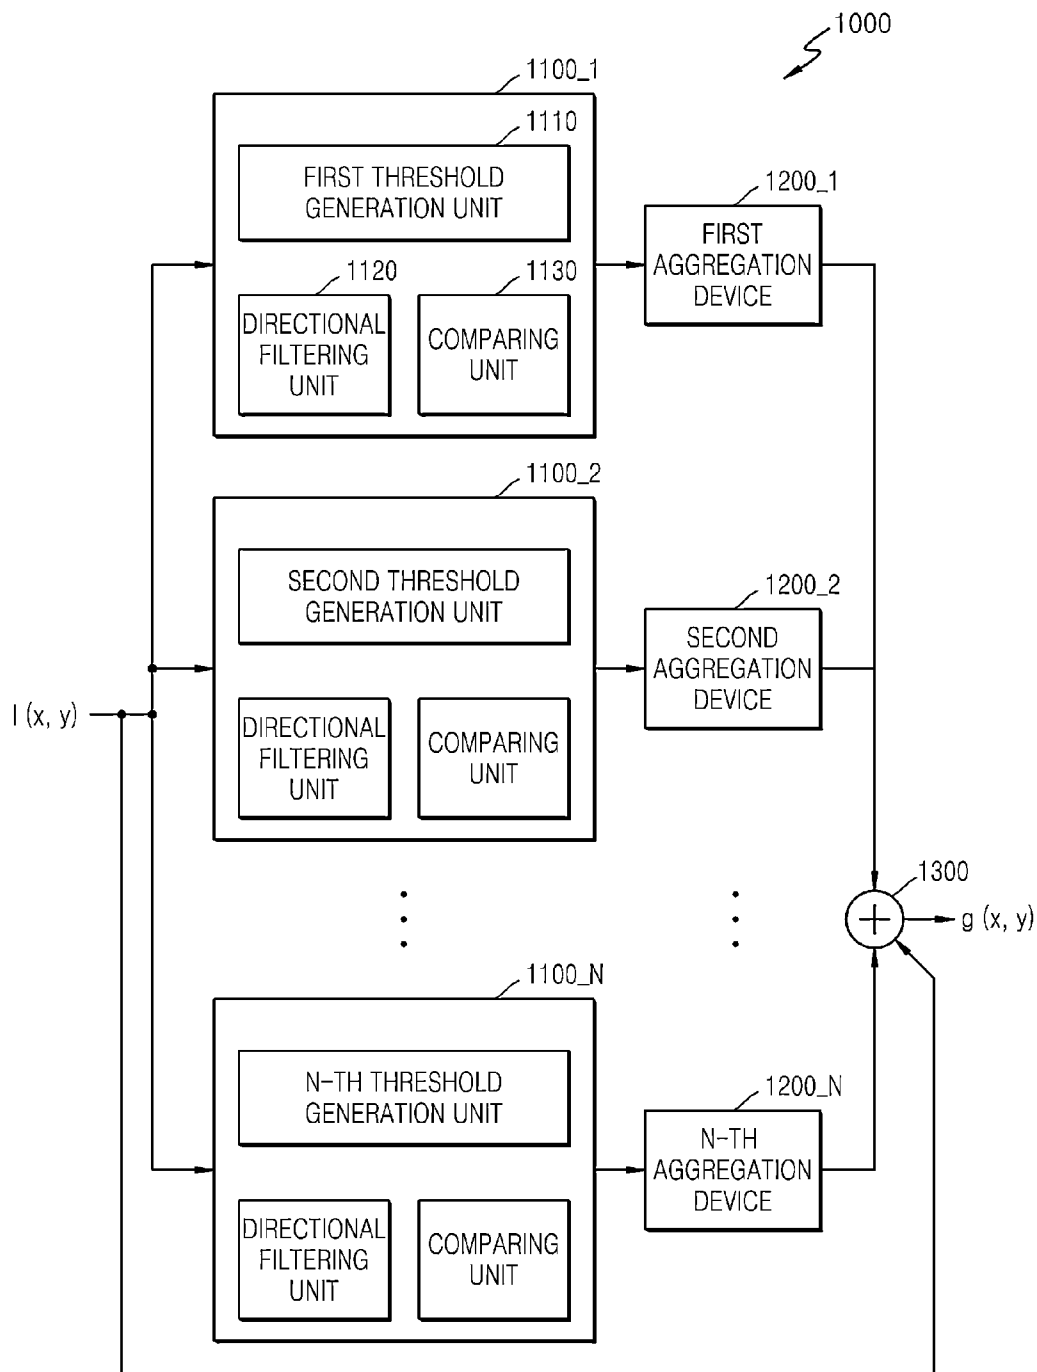 1000
1100_1
1110
FIRST THRESHOLD
GENERATION UNIT
1120
DIRECTIONAL
FILTERING
UNIT
1130
COMPARING
UNIT
1200_1
FIRST
AGGREGATION
DEVICE
1100_2
SECOND THRESHOLD
GENERATION UNIT
DIRECTIONAL
FILTERING
UNIT
COMPARING
UNIT
1200_2
SECOND
AGGREGATION
DEVICE
I (x, y)
1300
+
g (x, y)
1100_N
N-TH THRESHOLD
GENERATION UNIT
DIRECTIONAL
FILTERING
UNIT
COMPARING
UNIT
1200_N
N-TH
AGGREGATION
DEVICE